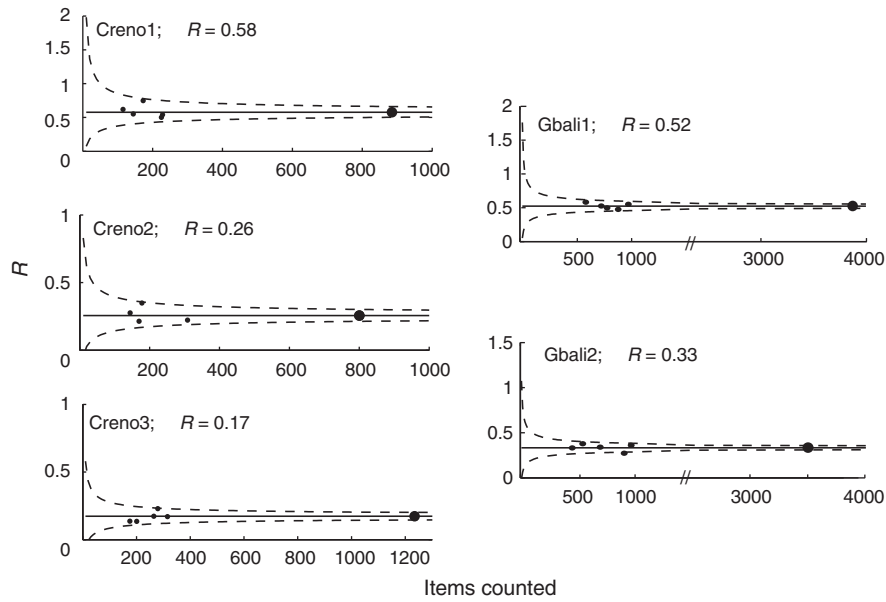 Creno1; R = 0.58
2
1.5
1
0.5
0
200 400 600 800 1000
Creno2; R = 0.26
1
0.5
0
200 400 600 800 1000
R
Creno3; R = 0.17
1
0.5
0
200 400 600 800 1000 1200
Gbali1; R = 0.52
2
1.5
1
0.5
0
500 1000 // 3000 4000
Gbali2; R = 0.33
1.5
1
0.5
0
500 1000 // 3000 4000
Items counted